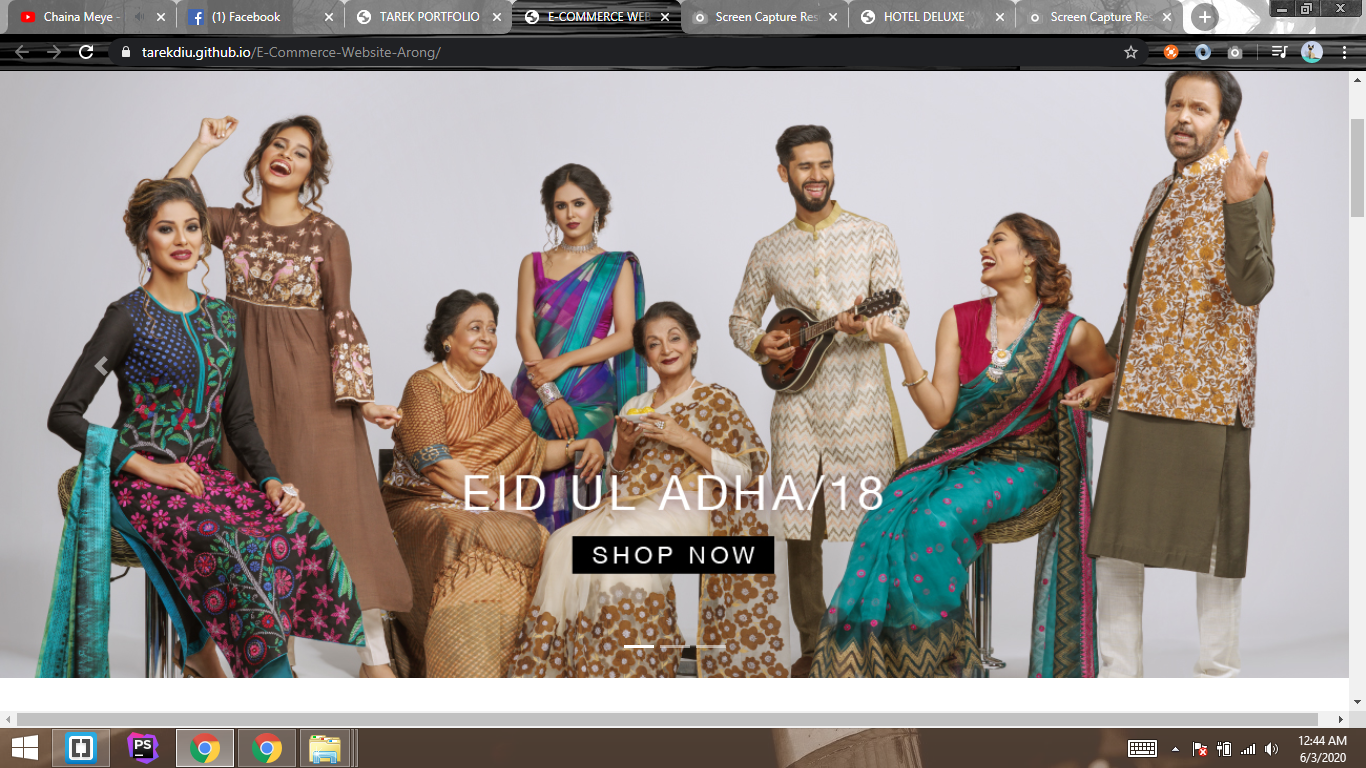 Chaina Meye -
(1) Facebook
TAREK PORTFOLIO
E-COMMERCE WEB
Screen Capture Res
HOTEL DELUXE
Screen Capture Res
tarekdiu.github.io/E-Commerce-Website-Arong/
EID UL ADHA/18
SHOP NOW
PS
12:44 AM
6/3/2020